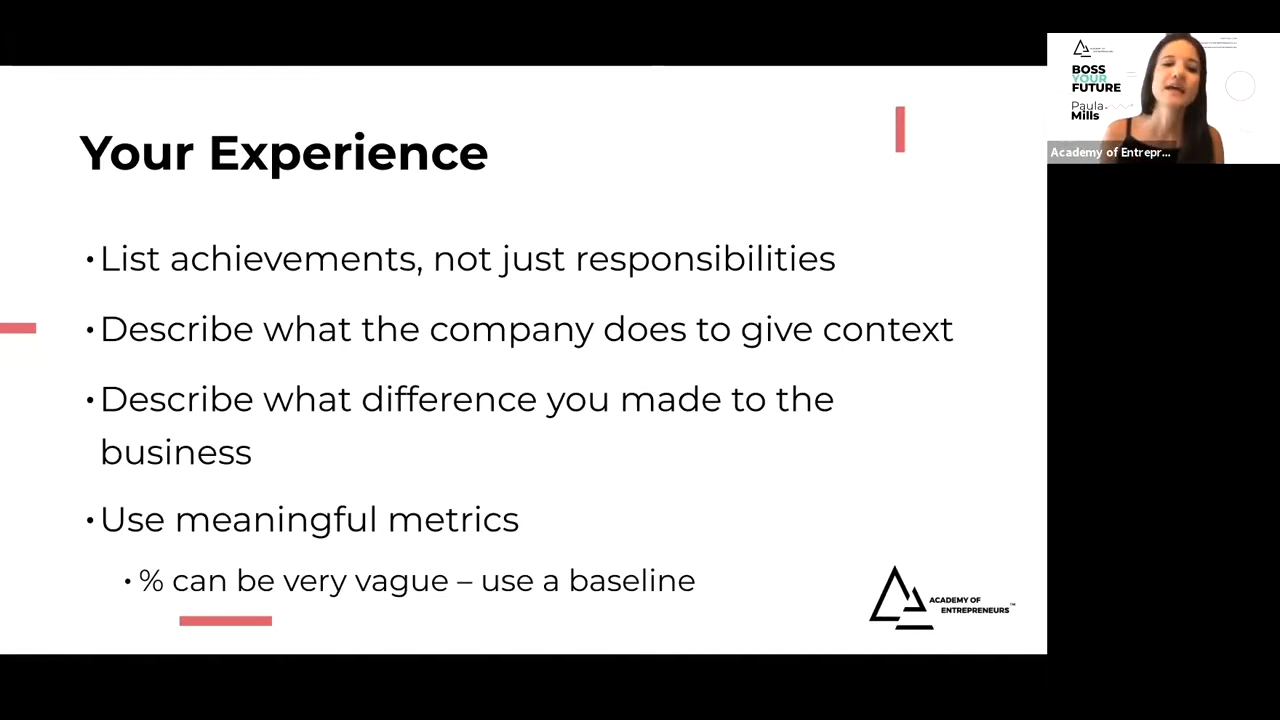 Your Experience
• List achievements, not just responsibilities
• Describe what the company does to give context
• Describe what difference you made to the
business
• Use meaningful metrics
• % can be very vague – use a baseline
ACADEMY OF
ENTREPRENEURS™
BOSS
YOUR
FUTURE
Paula
Mills
Academy of Entrepr...